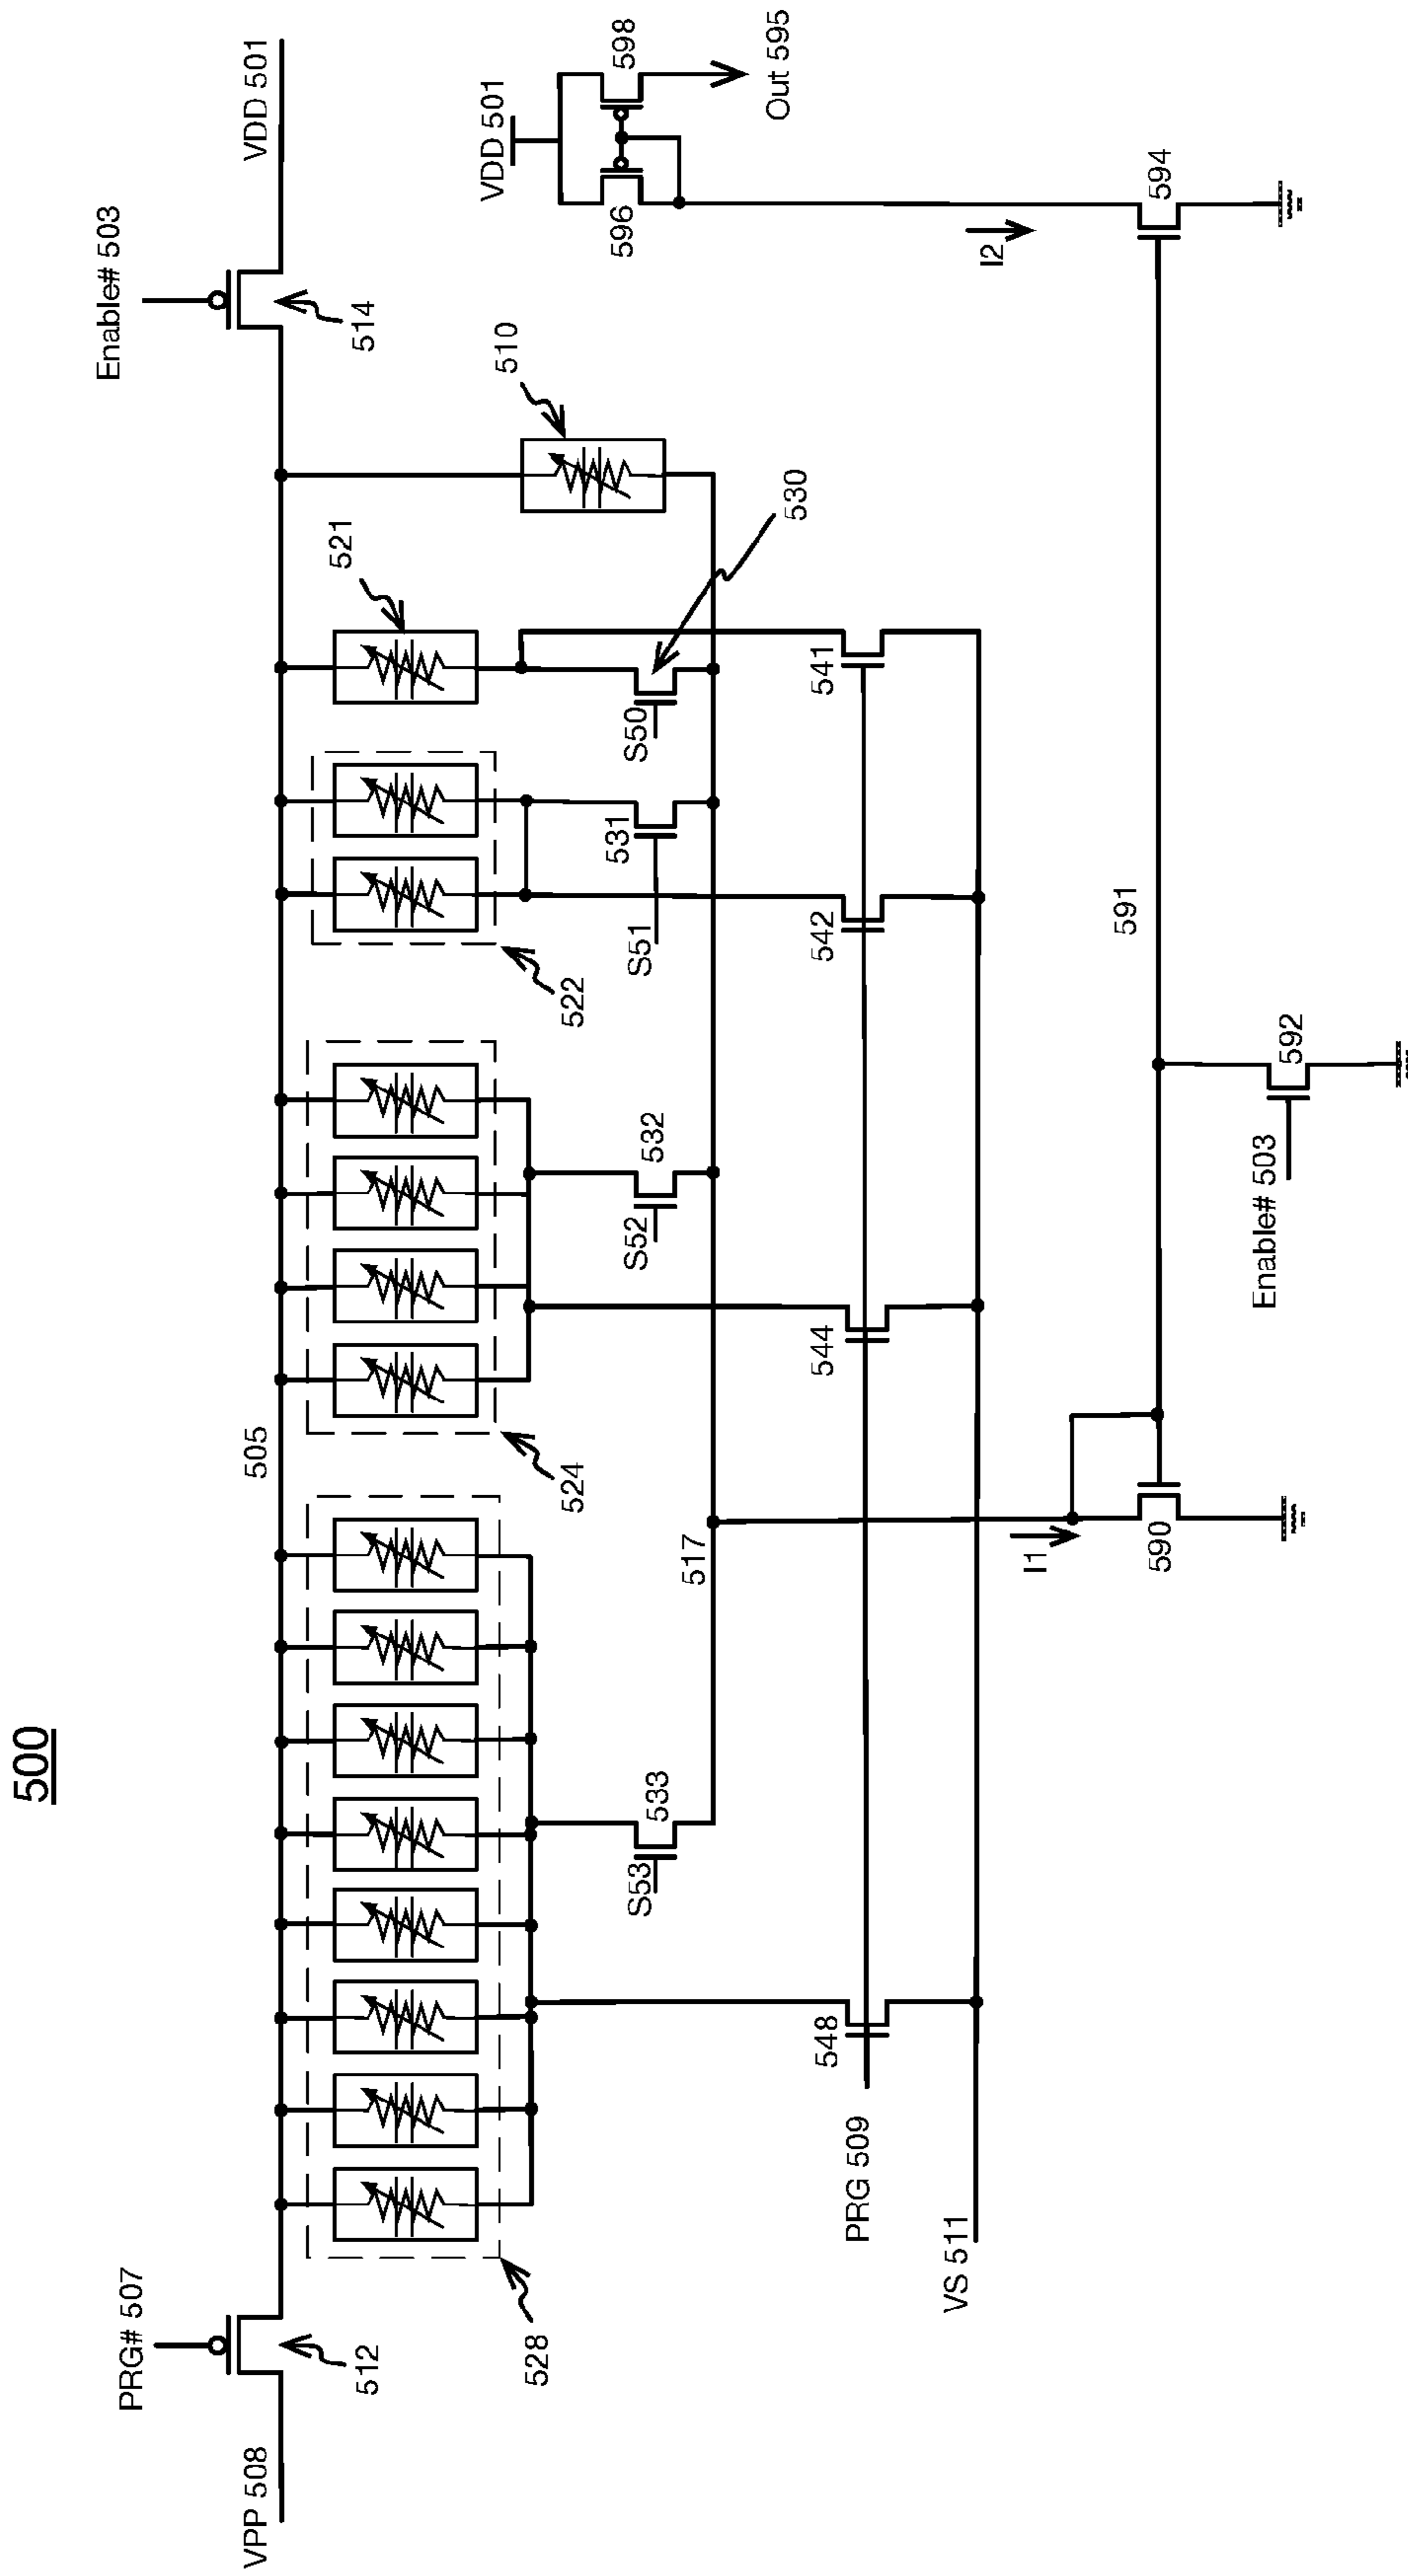 500
VPP 508
PRG# 507
512
505
Enable# 503
514
VDD 501
528
524
522
521
510
VDD 501
596
598
Out 595
S53
533
S52
532
S51
531
S50
530
517
548
544
542
541
PRG 509
VS 511
I1
590
591
Enable# 503
592
I2
594